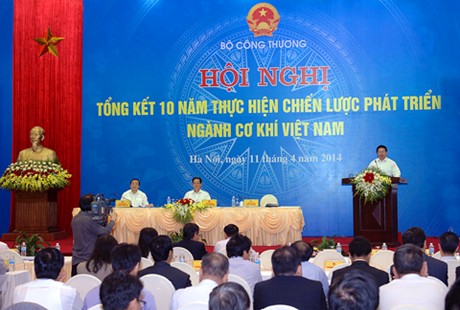 BỘ CÔNG THƯƠNG
HỘI NGHỊ
TỔNG KẾT 10 NĂM THỰC HIỆN CHIẾN LƯỢC PHÁT TRIỂN
NGÀNH CƠ KHÍ VIỆT NAM
Hà Nội, ngày 11 tháng 4 năm 2014